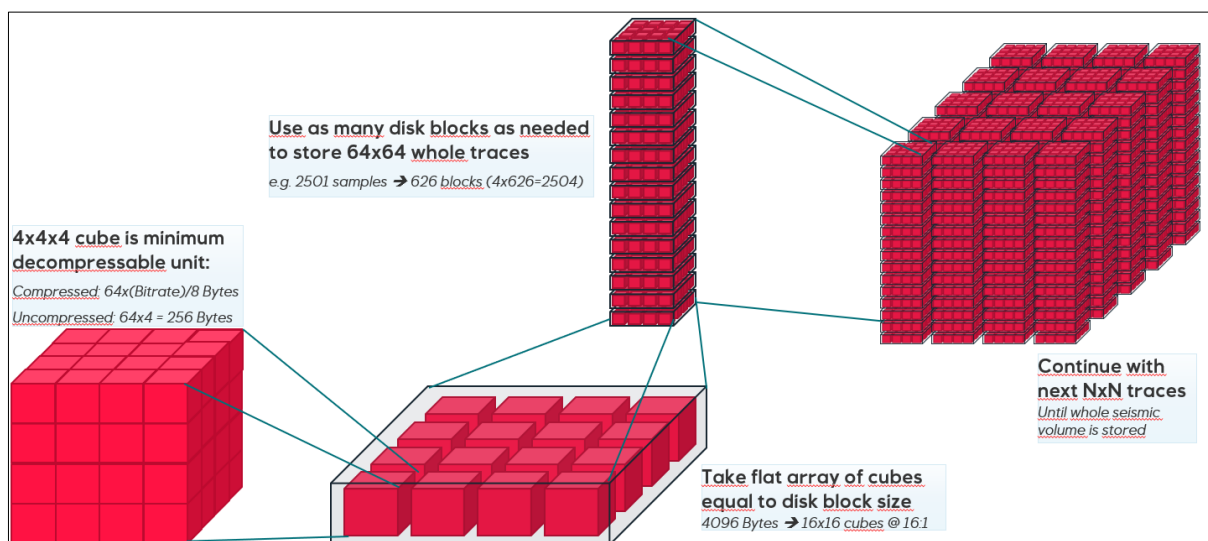 Use as many disk blocks as needed
to store 64x64 whole traces
e.g. 2501 samples ➔ 626 blocks (4x626=2504)
4x4x4 cube is minimum
decompressable unit:
Compressed: 64x(Bitrate)/8 Bytes
Uncompressed: 64x4 = 256 Bytes
Continue with
next NxN traces
Until whole seismic
volume is stored
Take flat array of cubes
equal to disk block size
4096 Bytes ➔ 16x16 cubes @ 16:1